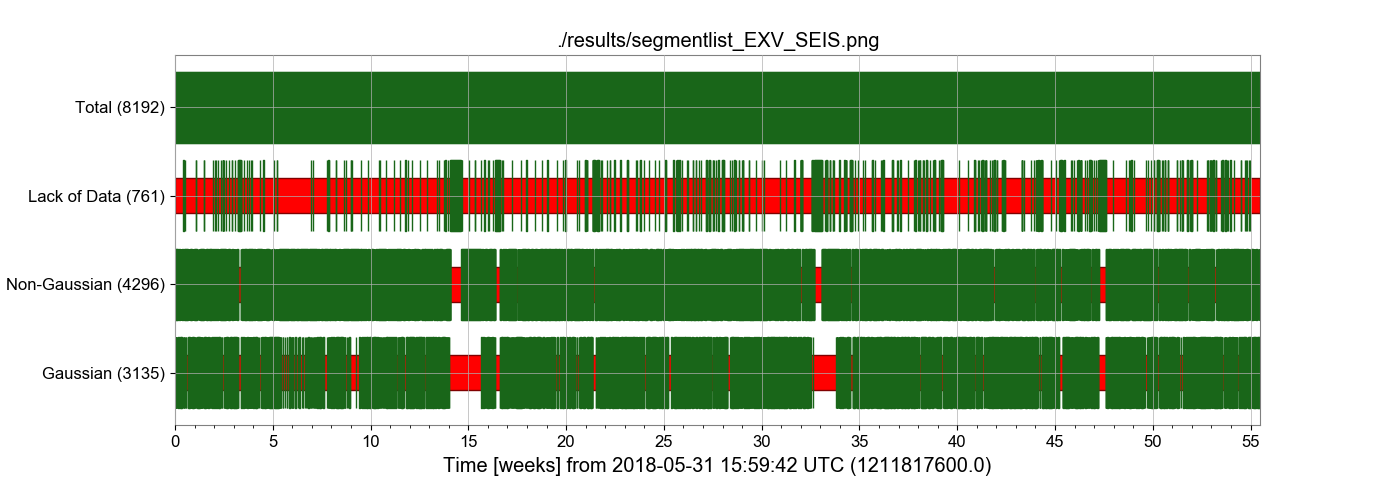 ./results/segmentlist_EXV_SEIS.png
Total (8192)
Lack of Data (761)
Non-Gaussian (4296)
Gaussian (3135)
0 5 10 15 20 25 30 35 40 45 50 55
Time [weeks] from 2018-05-31 15:59:42 UTC (1211817600.0)